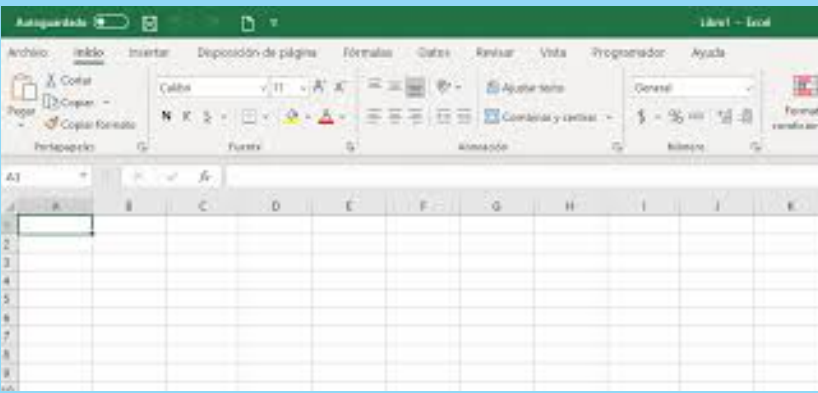 Autoguardado Libro1 - Excel
Archivo Inicio Insertar Disposición de página Fórmulas Datos Revisar Vista Programador Ayuda
Cortar
Calibri 11 A A Ajustar texto General
Pegar Copiar
N K S A Combinar y centrar $ % 000 Format
Copiar formato condicion
Portapapeles Fuente Alineación Número
A1 fx
A B C D E F G H I J K
1
2
3
4
5
6
7
8
9
10